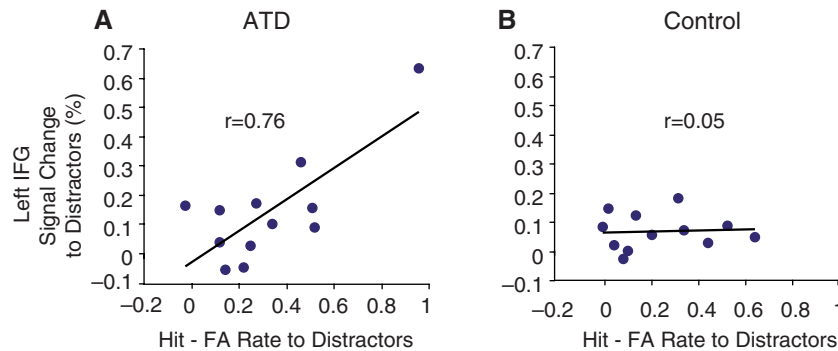 A ATD
0.7
0.6
0.5
0.4
0.3
0.2
0.1
0
–0.1
–0.2 0 0.2 0.4 0.6 0.8 1
r=0.76
Left IFG
Signal Change
to Distractors (%)
Hit - FA Rate to Distractors
B Control
0.7
0.6
0.5
0.4
0.3
0.2
0.1
0
–0.1
–0.2 0 0.2 0.4 0.6 0.8 1
r=0.05
Hit - FA Rate to Distractors